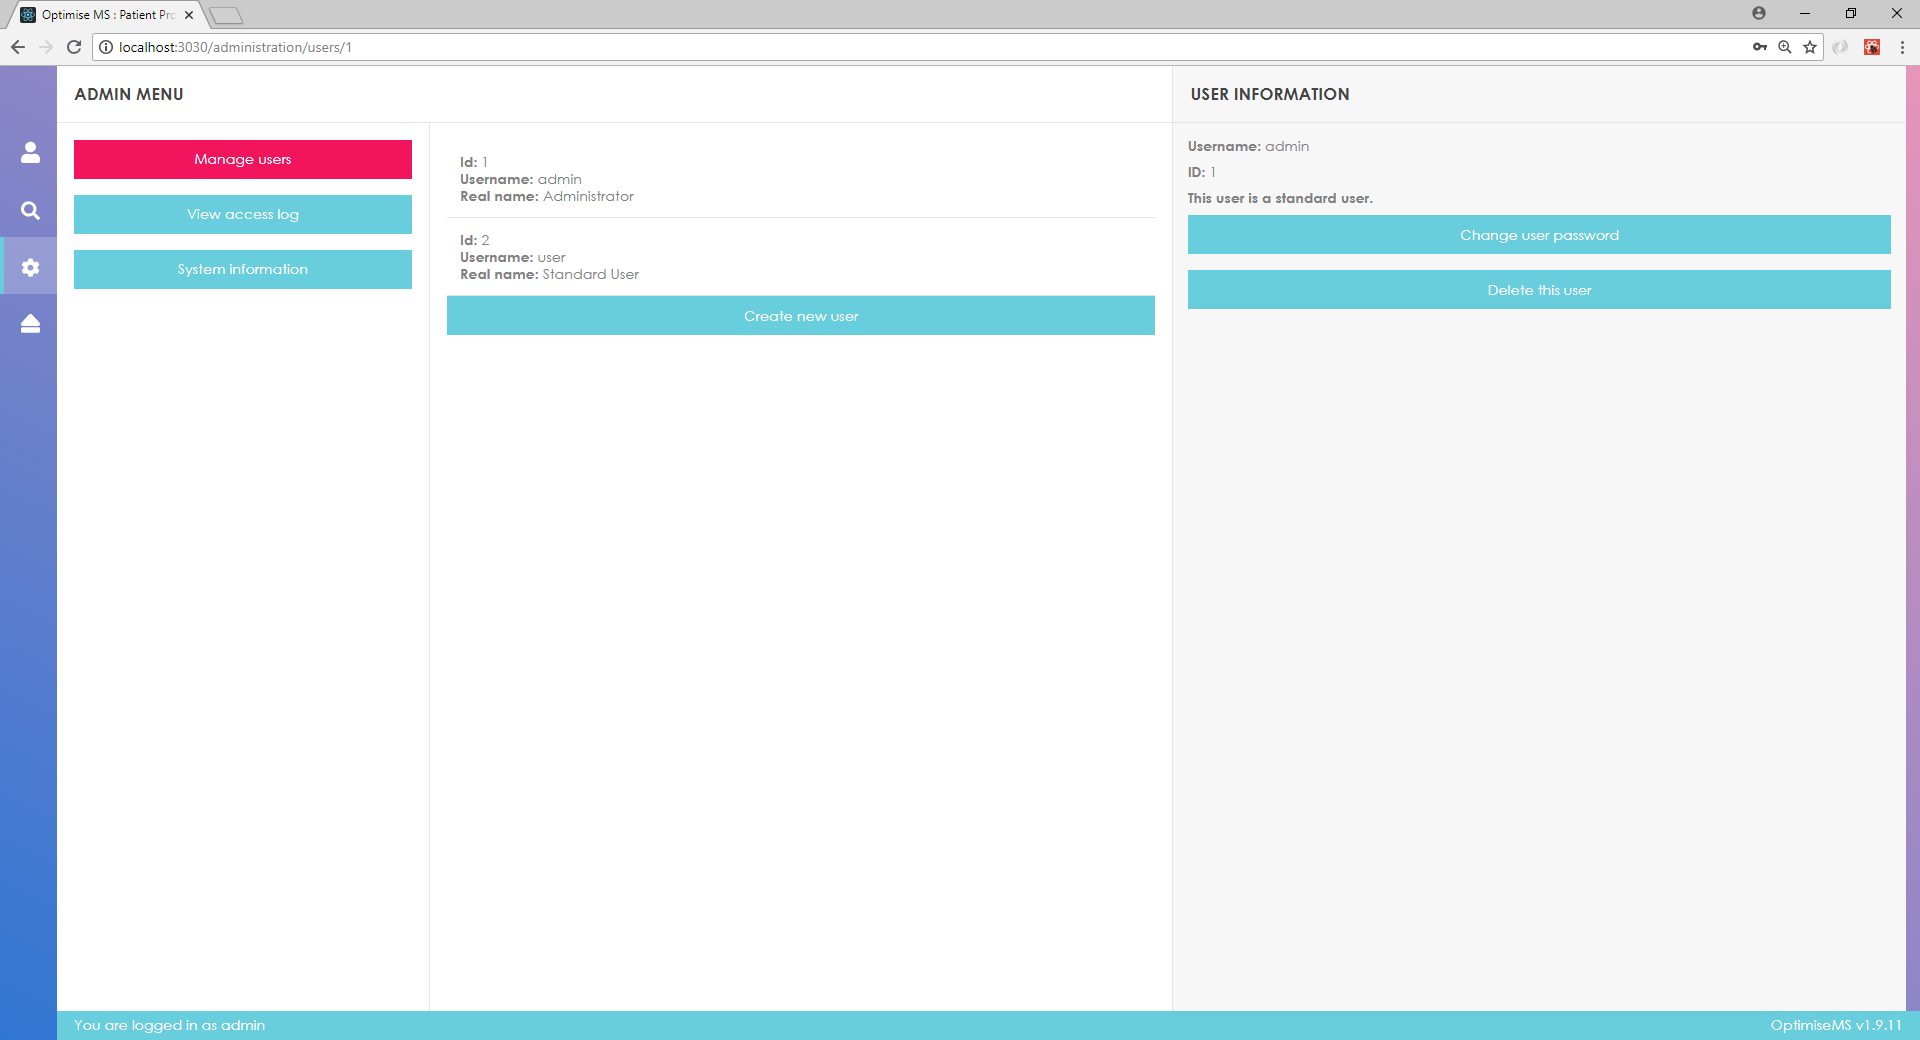 Optimise MS : Patient Pro
localhost:3030/administration/users/1
ADMIN MENU
Manage users
View access log
System information
Id: 1
Username: admin
Real name: Administrator
Id: 2
Username: user
Real name: Standard User
Create new user
USER INFORMATION
Username: admin
ID: 1
This user is a standard user.
Change user password
Delete this user
You are logged in as admin
OptimiseMS v1.9.11